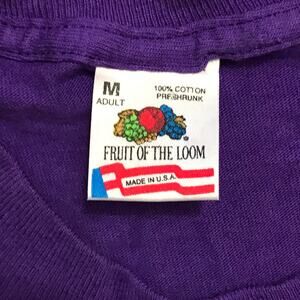 M
ADULT
100% COTTON
PRESHRUNK
FRUIT OF THE LOOM
MADE IN U.S.A.